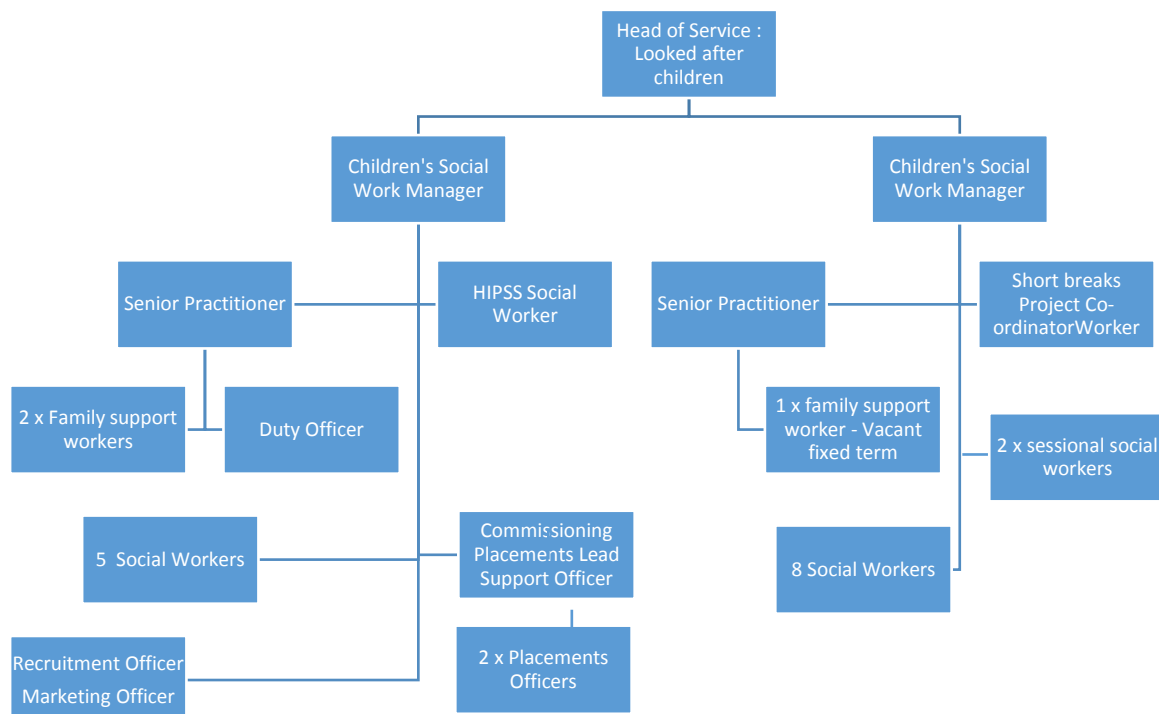 Head of Service :
Looked after
children
Children's Social
Work Manager
Children's Social
Work Manager
Senior Practitioner
HIPSS Social
Worker
Senior Practitioner
Short breaks
Project Co-
ordinatorWorker
2 x Family support
workers
Duty Officer
1 x family support
worker - Vacant
fixed term
2 x sessional social
workers
5 Social Workers
Commissioning
Placements Lead
Support Officer
8 Social Workers
Recruitment Officer
Marketing Officer
2 x Placements
Officers